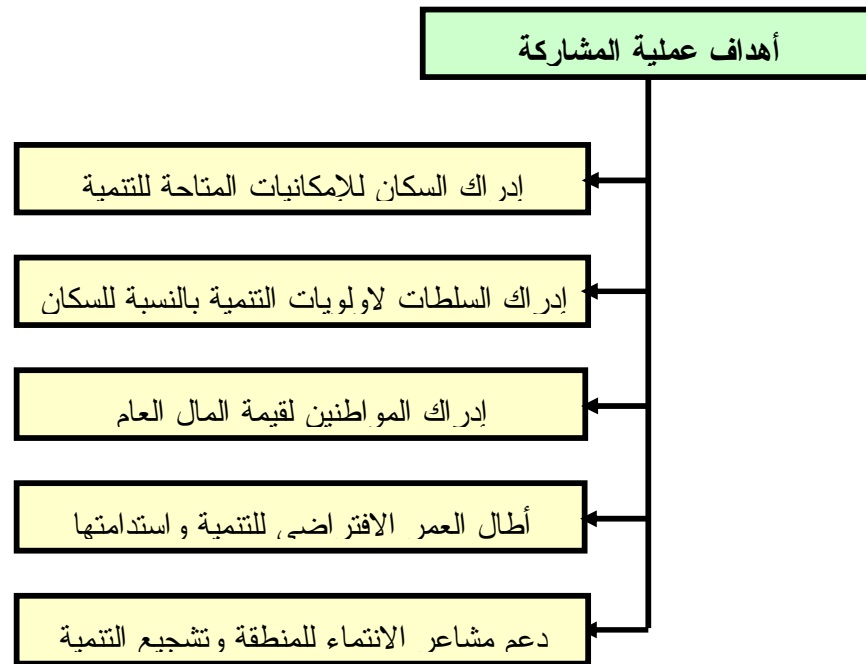 أهداف عملية المشاركة
إدراك السكان للإمكانيات المتاحة للتنمية
إدراك السلطات لاولويات التنمية بالنسبة للسكان
إدراك المواطنين لقيمة المال العام
أطال العمر الافتراضي للتنمية واستدامتها
دعم مشاعر الانتماء للمنطقة وتشجيع التنمية